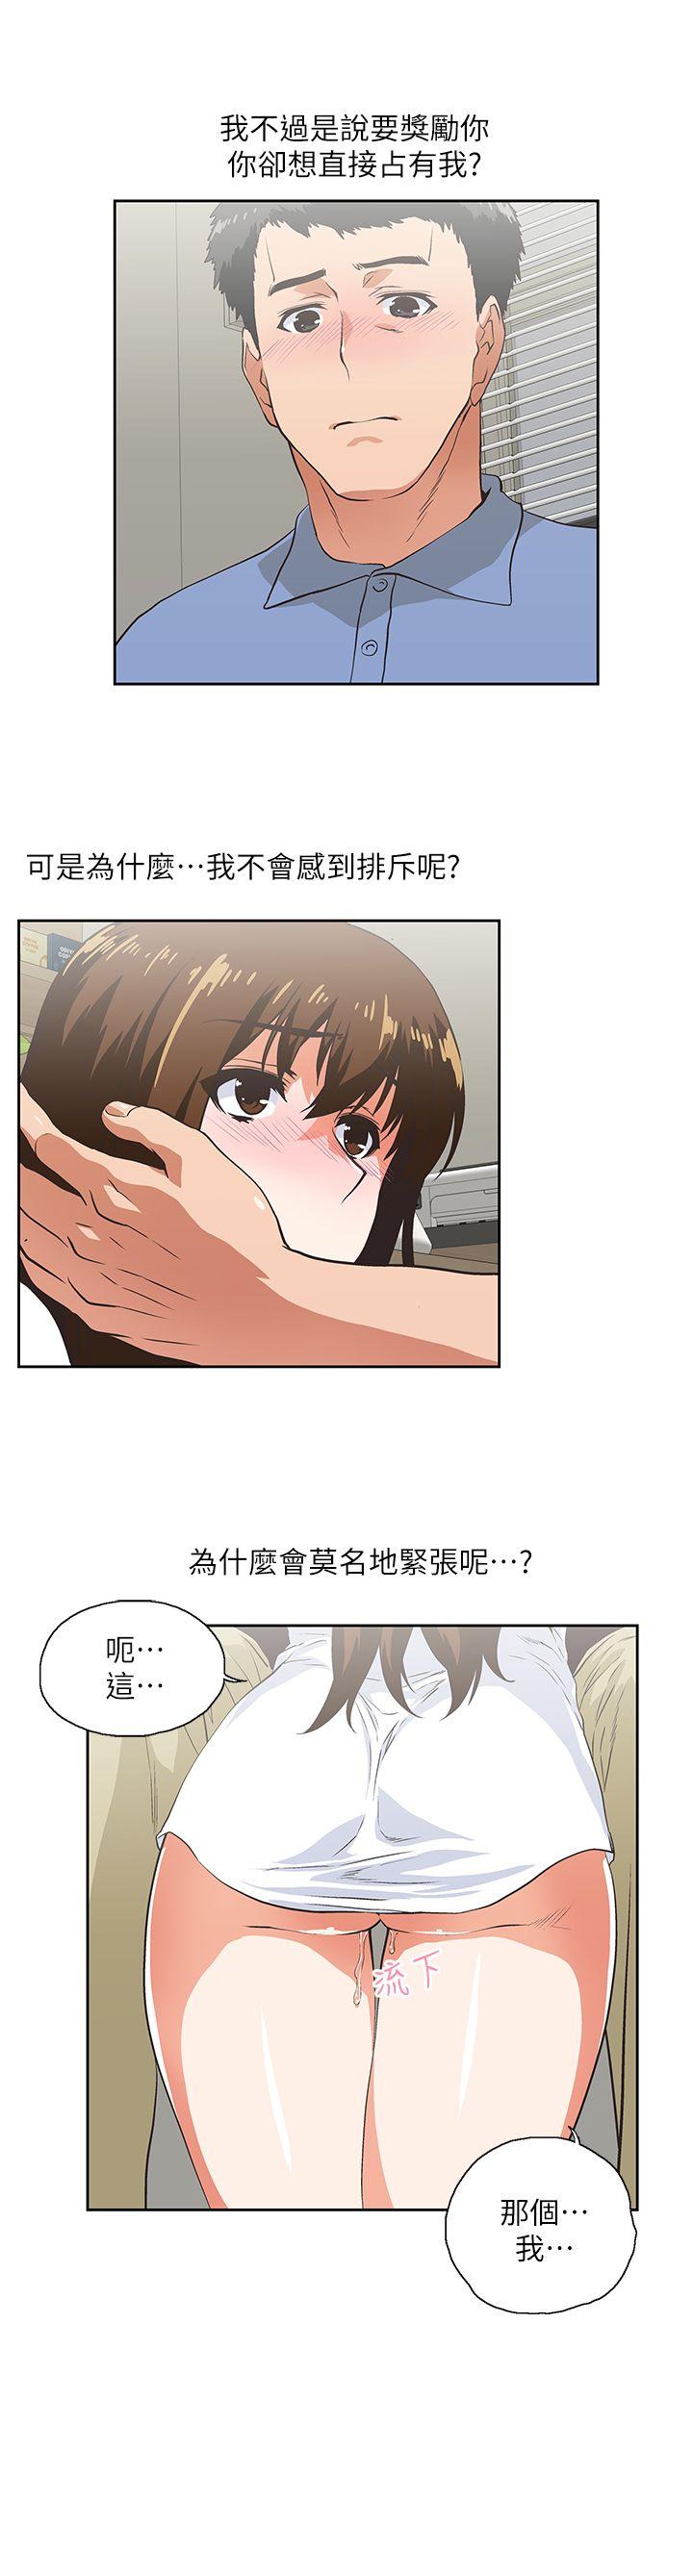 我不過是說要獎勵你
你卻想直接占有我?
可是為什麼⋯我不會感到排斥呢?
為什麼會莫名地緊張呢⋯?
呃⋯
這⋯
流下
那個⋯
我⋯